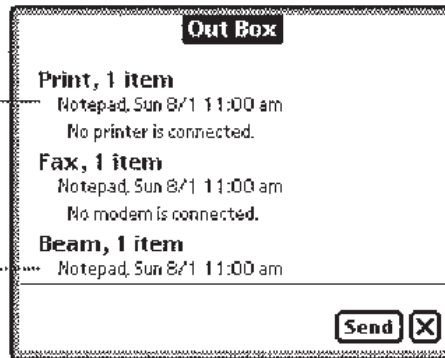 Out Box
Print, 1 item
Notepad, Sun 8/1 11:00 am
No printer is connected.
Fax, 1 item
Notepad, Sun 8/1 11:00 am
No modem is connected.
Beam, 1 item
Notepad, Sun 8/1 11:00 am
Send